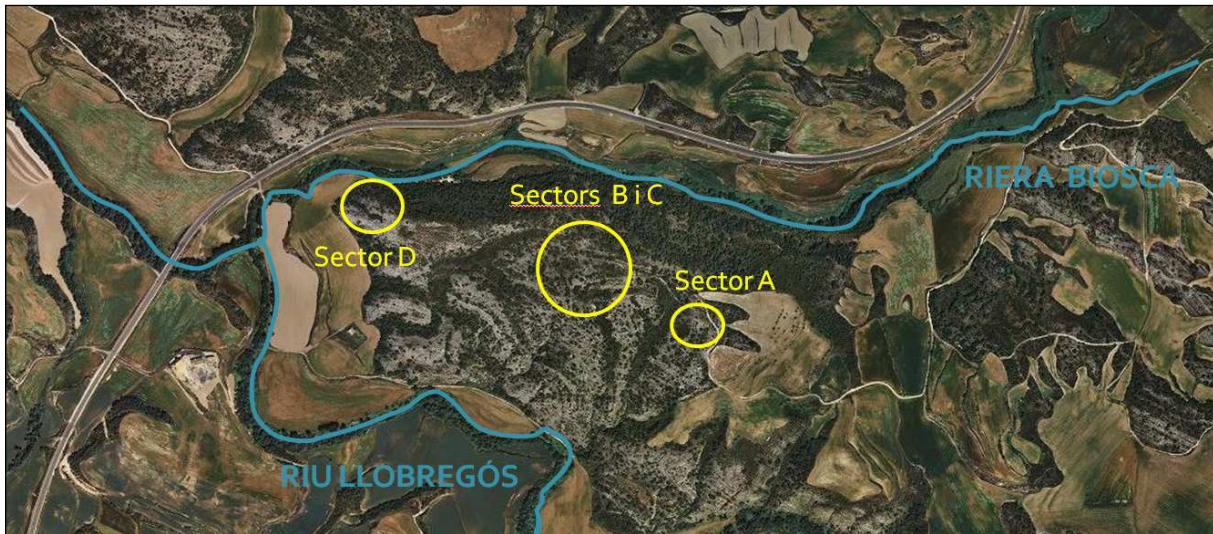 RIERA BIOSCA
Sectors B i C
Sector D
Sector A
RIU LLOBREGÓS